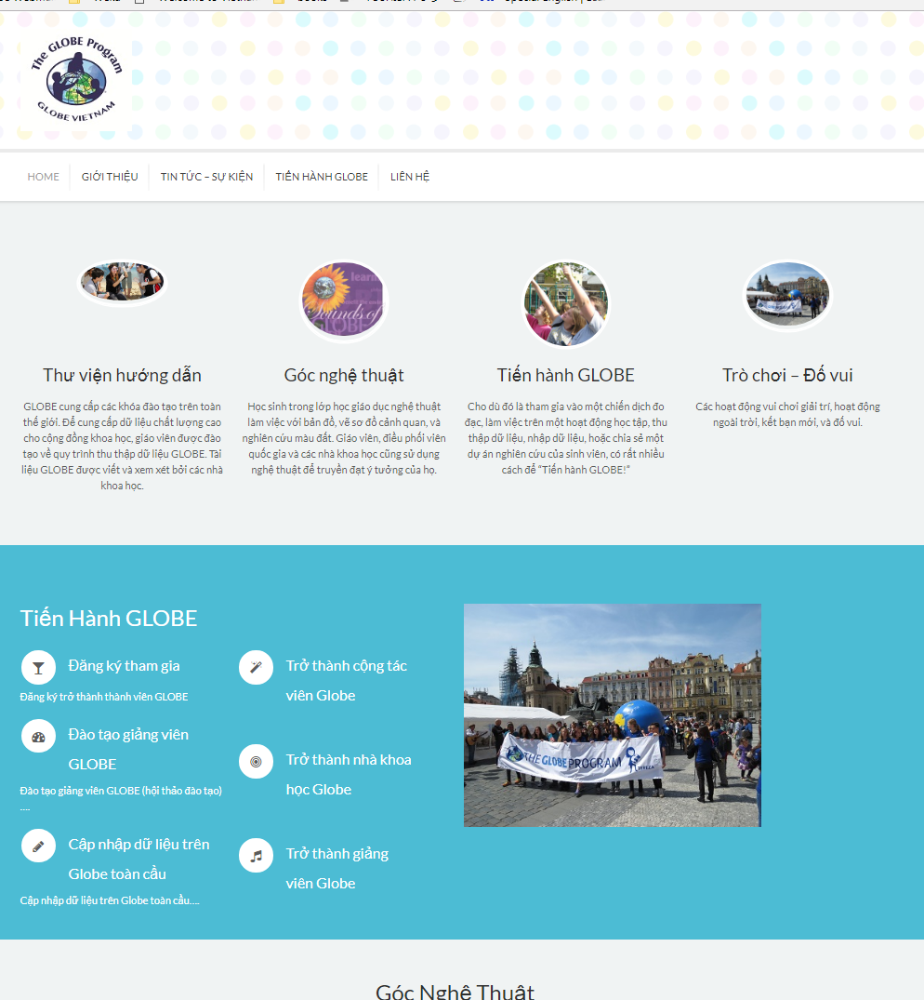 The GLOBE Program
GLOBE VIETNAM
HOME
GIỚI THIỆU
TIN TỨC – SỰ KIỆN
TIẾN HÀNH GLOBE
LIÊN HỆ
learn
Sounds of
GLOBE
Thư viện hướng dẫn
GLOBE cung cấp các khóa đào tạo trên toàn
thế giới. Để cung cấp dữ liệu chất lượng cao
cho cộng đồng khoa học, giáo viên được đào
tạo về quy trình thu thập dữ liệu GLOBE. Tài
liệu GLOBE được viết và xem xét bởi các nhà
khoa học.
Góc nghệ thuật
Học sinh trong lớp học giáo dục nghệ thuật
làm việc với bản đồ, vẽ sơ đồ cảnh quan, và
nghiên cứu màu đất. Giáo viên, điều phối viên
quốc gia và các nhà khoa học cũng sử dụng
nghệ thuật để truyền đạt ý tưởng của họ.
Tiến hành GLOBE
Cho dù đó là tham gia vào một chiến dịch đo
đạc, làm việc trên một hoạt động học tập, thu
thập dữ liệu, nhập dữ liệu, hoặc chia sẻ một
dự án nghiên cứu của sinh viên, có rất nhiều
cách để “Tiến hành GLOBE!”
Trò chơi – Đố vui
Các hoạt động vui chơi giải trí, hoạt động
ngoài trời, kết bạn mới, và đố vui.
Tiến Hành GLOBE
Đăng ký tham gia
Đăng ký trở thành thành viên GLOBE
Đào tạo giảng viên
GLOBE
Đào tạo giảng viên GLOBE (hội thảo đào tạo)
....
Cập nhập dữ liệu trên
Globe toàn cầu
Cập nhập dữ liệu trên Globe toàn cầu....
Trở thành cộng tác
viên Globe
Trở thành nhà khoa
học Globe
Trở thành giảng
viên Globe
THE GLOBE PROGRAM
TEREZA
Góc Nghệ Thuật